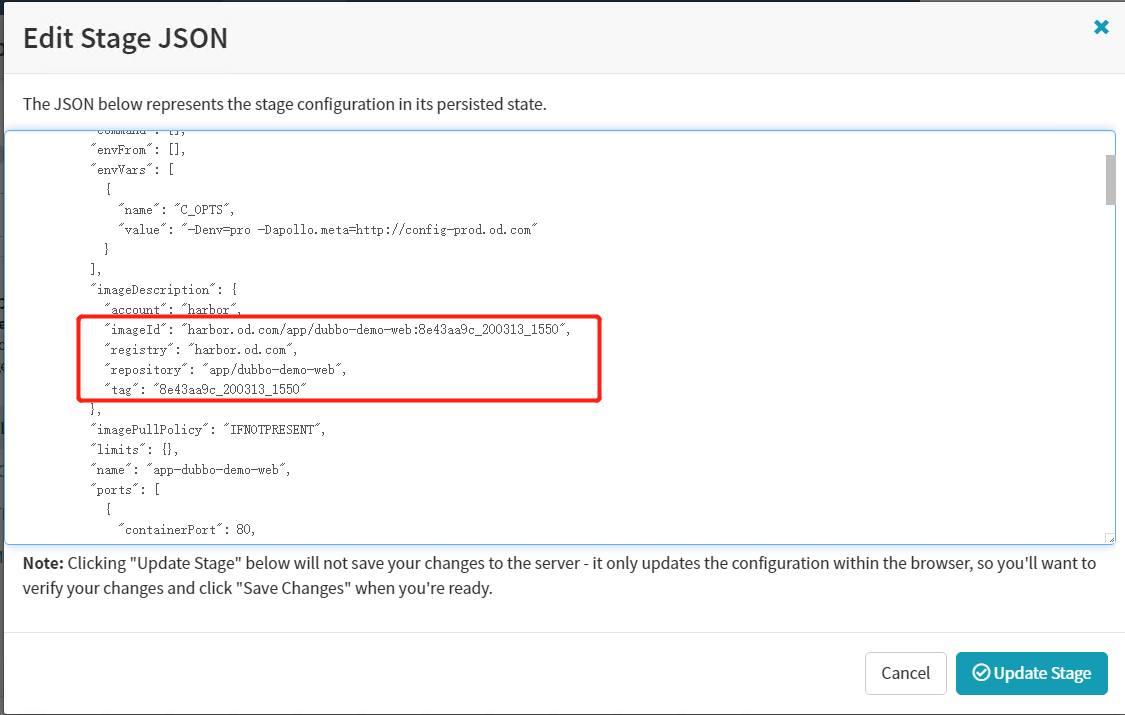 Edit Stage JSON
The JSON below represents the stage configuration in its persisted state.
"command": [],
"envFrom": [],
"envVars": [
{
"name": "C_OPTS",
"value": "-Denv=pro -Dapollo.meta=http://config-prod.od.com"
}
],
"imageDescription": {
"account": "harbor",
"imageId": "harbor.od.com/app/dubbo-demo-web:8e43aa9c_200313_1550",
"registry": "harbor.od.com",
"repository": "app/dubbo-demo-web",
"tag": "8e43aa9c_200313_1550"
},
"imagePullPolicy": "IFNOTPRESENT",
"limits": {},
"name": "app-dubbo-demo-web",
"ports": [
{
"containerPort": 80,
Note: Clicking "Update Stage" below will not save your changes to the server - it only updates the configuration within the browser, so you'll want to
verify your changes and click "Save Changes" when you're ready.
Cancel
Update Stage